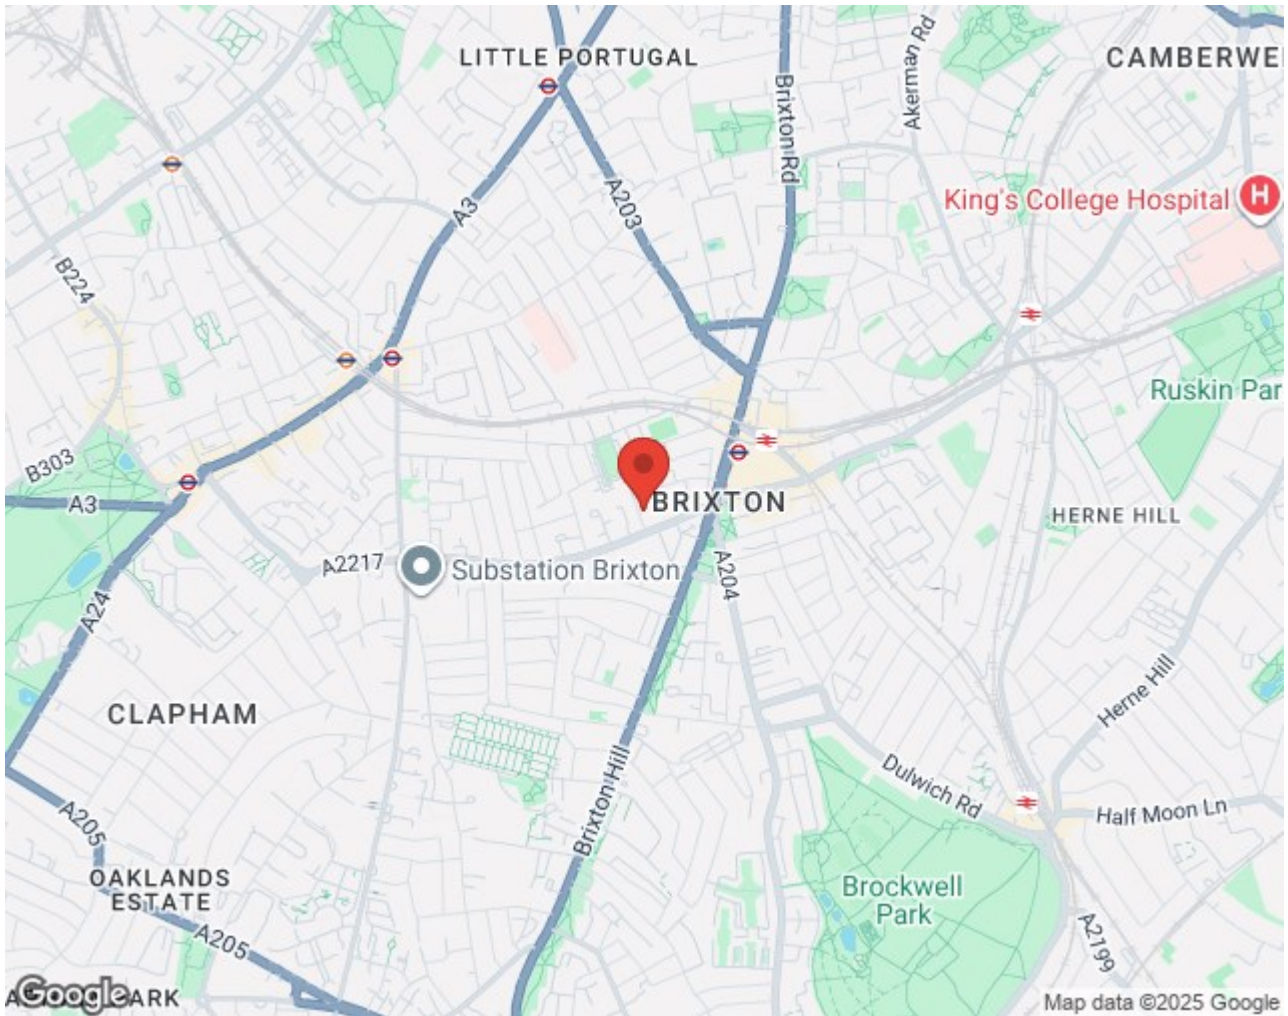 LITTLE PORTUGAL
CAMBERWE
Akerman Rd
Brixton Rd
A203
A3
King's College Hospital
H
B224
Ruskin Par
B303
A3
BRIXTON
HERNE HILL
A2217
Substation Brixton
A204
A24
CLAPHAM
Herne Hill
Brixton Hill
Dulwich Rd
Half Moon Ln
A205
OAKLANDS
ESTATE
Brockwell
Park
A205
A2199
ARK
Google
Map data ©2025 Google